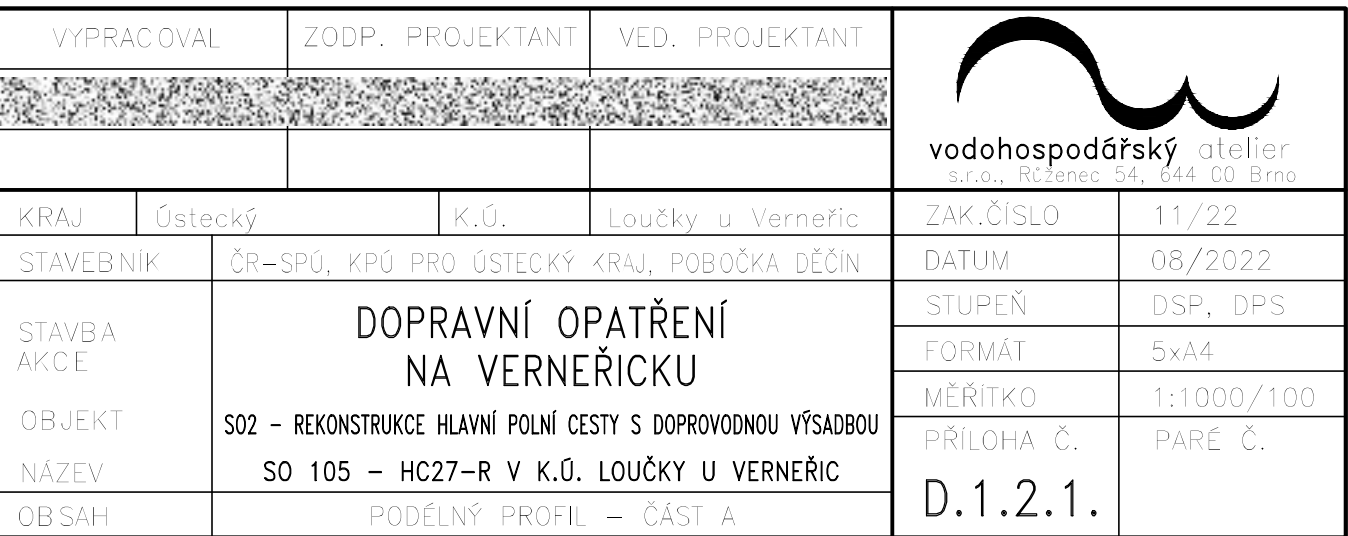 VYPRACOVAL ZODP. PROJEKTANT VED. PROJEKTANT
vodohospodářský atelier
s.r.o., Růženec 54, 644 00 Brno
KRAJ Ústecký K.Ú. Loučky u Verneřic
STAVEBNÍK ČR-SPÚ, KPÚ PRO ÚSTECKÝ KRAJ, POBOČKA DĚČÍN
STAVBA
AKCE
DOPRAVNÍ OPATŘENÍ
NA VERNEŘICKU
OBJEKT SO2 - REKONSTRUKCE HLAVNÍ POLNÍ CESTY S DOPROVODNOU VÝSADBOU
NÁZEV SO 105 - HC27-R V K.Ú. LOUČKY U VERNEŘIC
OBSAH PODÉLNÝ PROFIL - ČÁST A
ZAK.ČÍSLO 11/22
DATUM 08/2022
STUPEŇ DSP, DPS
FORMÁT 5xA4
MĚŘÍTKO 1:1000/100
PŘÍLOHA Č. PARÉ Č.
D.1.2.1.